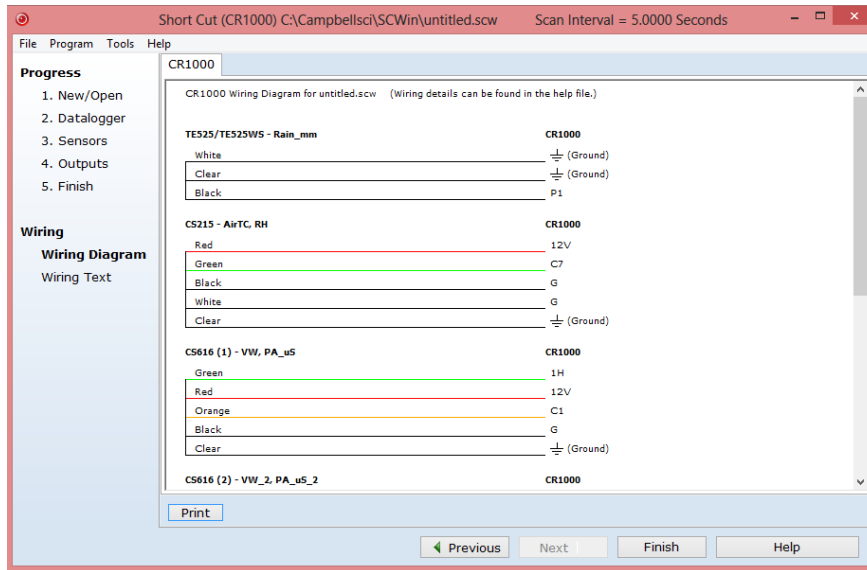 Short Cut (CR1000) C:\Campbellsci\SCWin\untitled.scw Scan Interval = 5.0000 Seconds
File Program Tools Help
Progress
1. New/Open
2. Datalogger
3. Sensors
4. Outputs
5. Finish
Wiring
Wiring Diagram
Wiring Text
CR1000
CR1000 Wiring Diagram for untitled.scw (Wiring details can be found in the help file.)
TE525/TE525WS - Rain_mm CR1000
White (Ground)
Clear (Ground)
Black P1
CS215 - AirTC, RH CR1000
Red 12V
Green C7
Black G
White G
Clear (Ground)
CS616 (1) - VW, PA_uS CR1000
Green 1H
Red 12V
Orange C1
Black G
Clear (Ground)
CS616 (2) - VW_2, PA_uS_2 CR1000
Print
Previous Next Finish Help